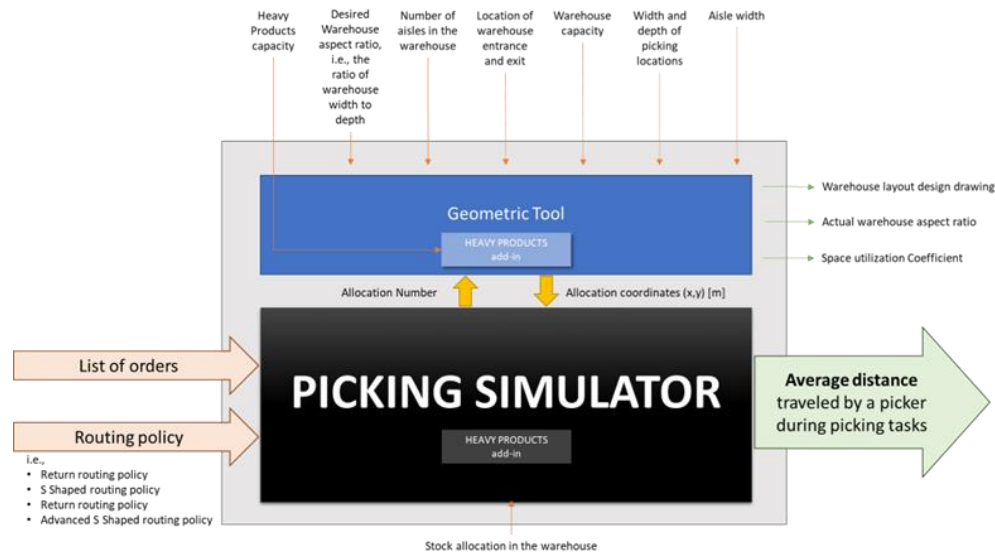 Heavy
Products
capacity
Desired
Warehouse
aspect ratio,
i.e., the
ratio of
warehouse
width to
depth
Number of
aisles in the
warehouse
Location of
warehouse
entrance
and exit
Warehouse
capacity
Width and
depth of
picking
locations
Aisle width
Geometric Tool
HEAVY PRODUCTS
add-in
Warehouse layout design drawing
Actual warehouse aspect ratio
Space utilization Coefficient
Allocation Number
Allocation coordinates (x,y) [m]
List of orders
Routing policy
i.e.,
• Return routing policy
• S Shaped routing policy
• Return routing policy
• Advanced S Shaped routing policy
PICKING SIMULATOR
HEAVY PRODUCTS
add-in
Average distance
traveled by a picker
during picking tasks
Stock allocation in the warehouse